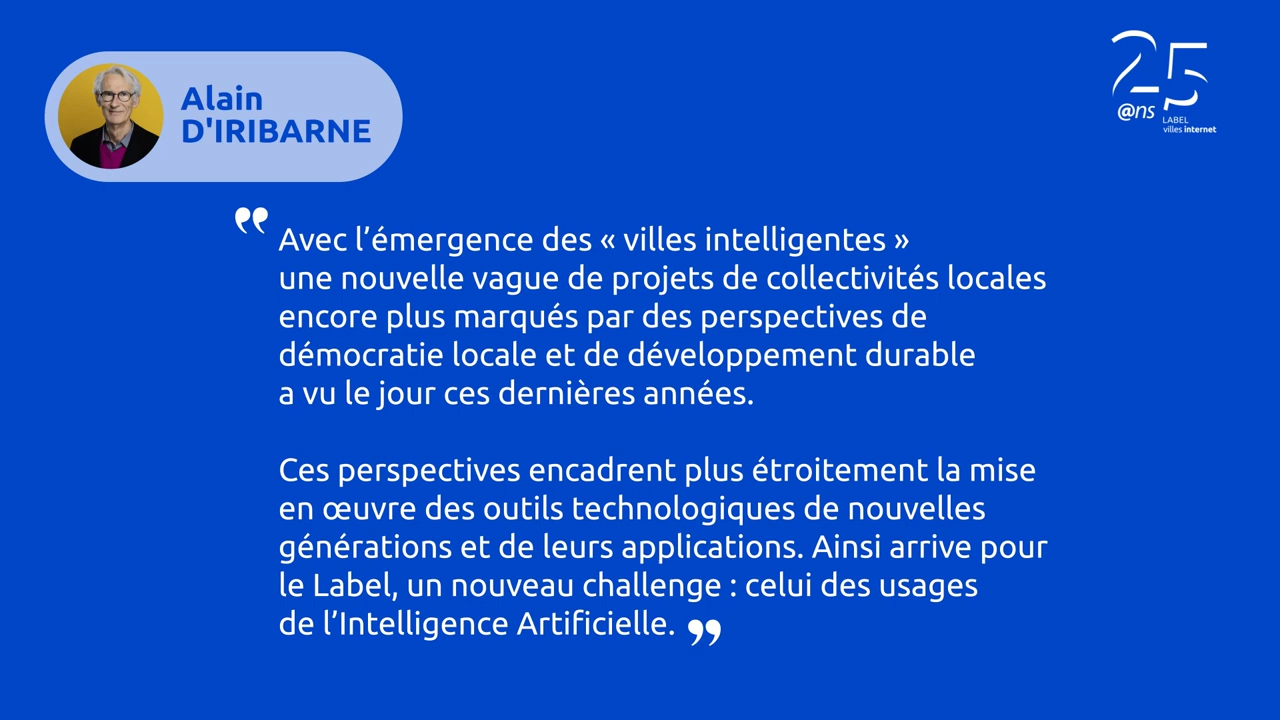 Alain
D'IRIBARNE
25
@ns
LABEL
villes internet
“ Avec l’émergence des « villes intelligentes »
une nouvelle vague de projets de collectivités locales
encore plus marqués par des perspectives de
démocratie locale et de développement durable
a vu le jour ces dernières années.
Ces perspectives encadrent plus étroitement la mise
en œuvre des outils technologiques de nouvelles
générations et de leurs applications. Ainsi arrive pour
le Label, un nouveau challenge : celui des usages
de l’Intelligence Artificielle. ”